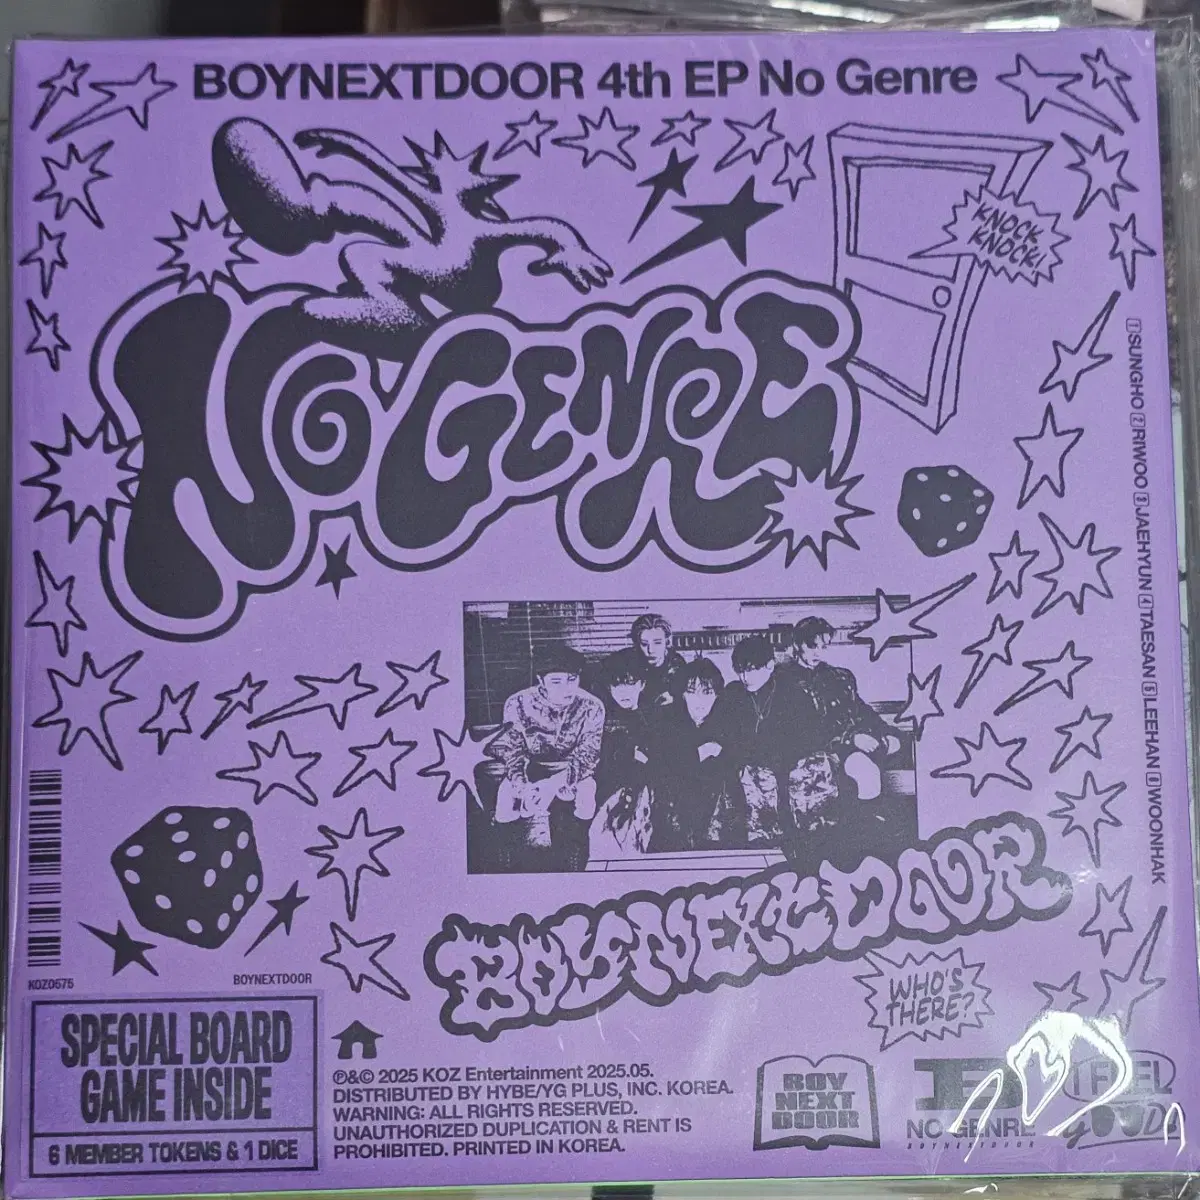 BOYNEXTDOOR 4th EP No Genre
KNOCK
KNOCK!
NO GENRE
1 SUNGHO 2 RIWOO 3 JAEHYUN 4 TAESAN 5 LEEHAN 6 WOONHAK
BOYNEXTDOOR
WHO'S
THERE?
KOZ0575
BOYNEXTDOOR
SPECIAL BOARD
GAME INSIDE
6 MEMBER TOKENS & 1 DICE
℗&© 2025 KOZ Entertainment 2025.05.
DISTRIBUTED BY HYBE/YG PLUS, INC. KOREA.
WARNING: ALL RIGHTS RESERVED.
UNAUTHORIZED DUPLICATION & RENT IS
PROHIBITED. PRINTED IN KOREA.
BOY
NEXT
DOOR
NO GENRE
BOYNEXTDOOR
I FEEL